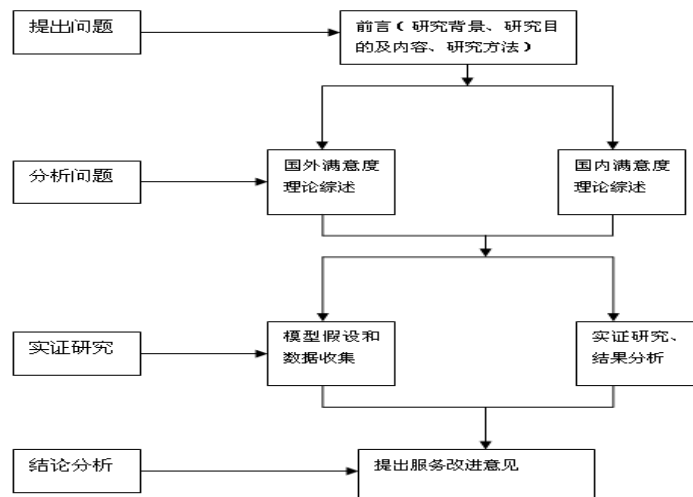 提出问题
前言（研究背景、研究目
的及内容、研究方法）
分析问题
国外满意度
理论综述
国内满意度
理论综述
实证研究
模型假设和
数据收集
实证研究、
结果分析
结论分析
提出服务改进意见